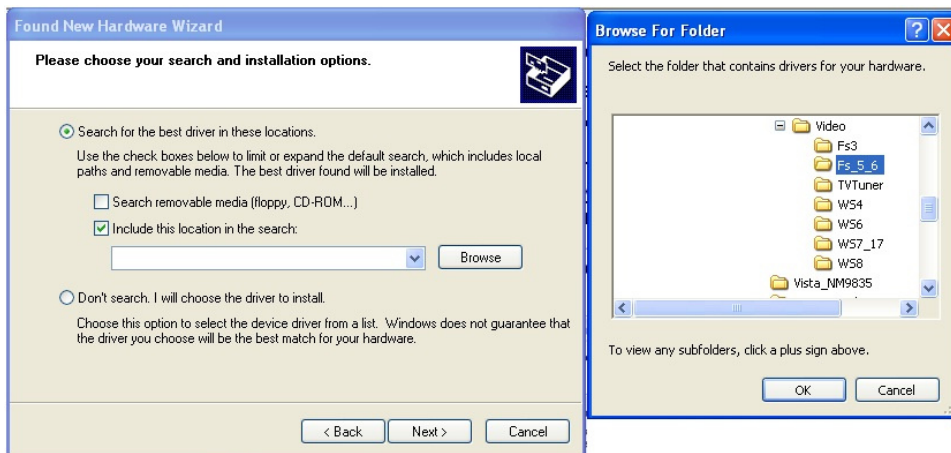 Found New Hardware Wizard
Please choose your search and installation options.
Search for the best driver in these locations.
Use the check boxes below to limit or expand the default search, which includes local
paths and removable media. The best driver found will be installed.
Search removable media (floppy, CD-ROM...)
Include this location in the search:
Browse
Don't search. I will choose the driver to install.
Choose this option to select the device driver from a list. Windows does not guarantee that
the driver you choose will be the best match for your hardware.
< Back
Next >
Cancel
Browse For Folder
Select the folder that contains drivers for your hardware.
Video
Fs3
Fs_5_6
TVTuner
WS4
WS6
WS7_17
WS8
Vista_NM9835
To view any subfolders, click a plus sign above.
OK
Cancel